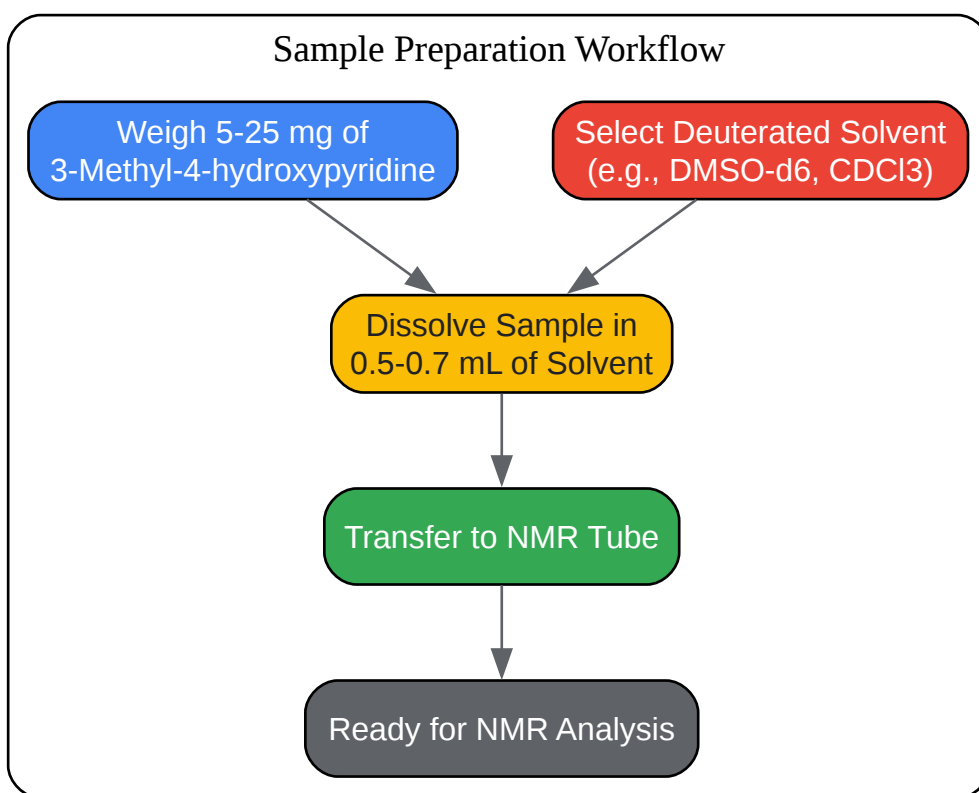 Sample Preparation Workflow
Weigh 5-25 mg of
3-Methyl-4-hydroxypyridine
Select Deuterated Solvent
(e.g., DMSO-d6, CDCl3)
Dissolve Sample in
0.5-0.7 mL of Solvent
Transfer to NMR Tube
Ready for NMR Analysis